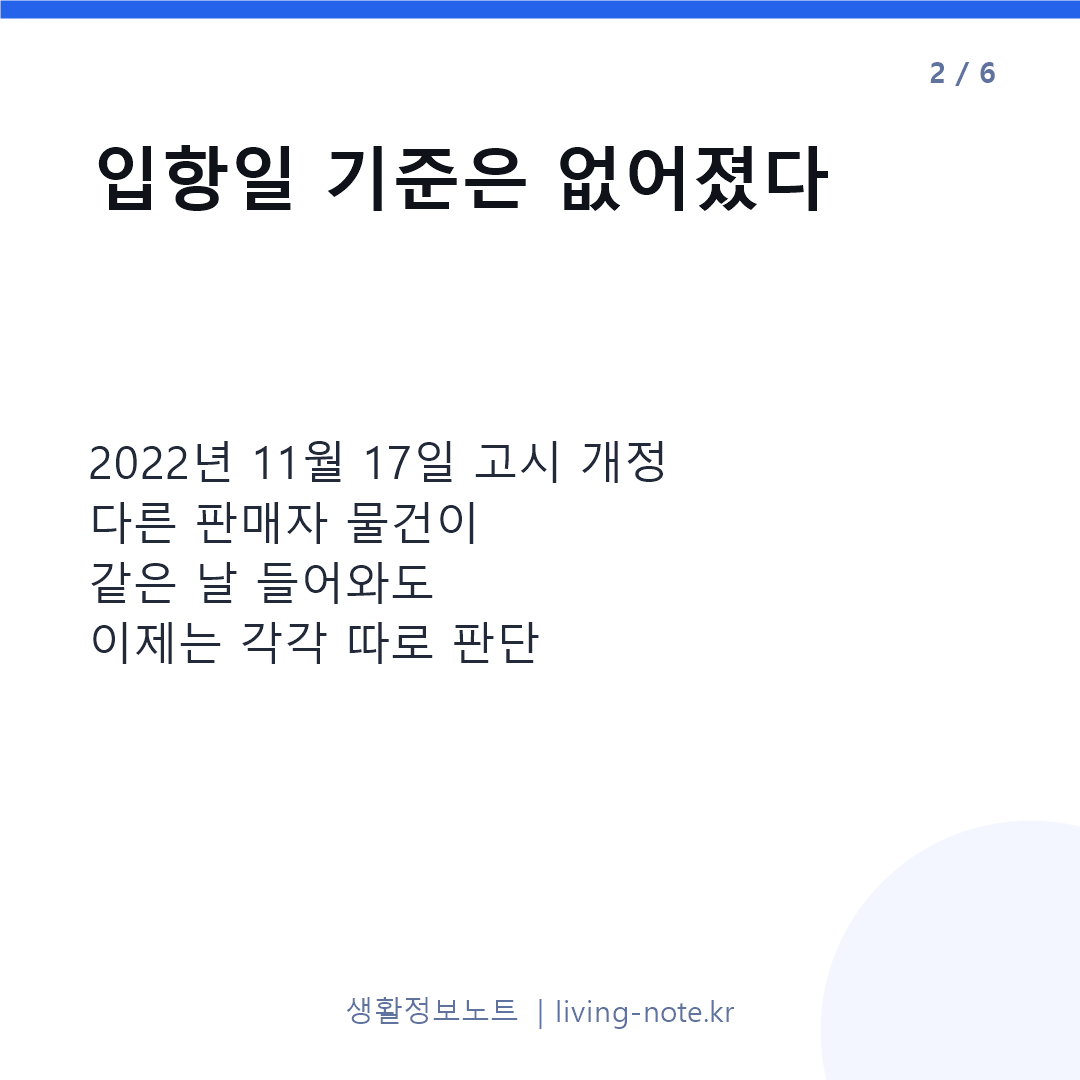 2 / 6
입항일 기준은 없어졌다
2022년 11월 17일 고시 개정
다른 판매자 물건이
같은 날 들어와도
이제는 각각 따로 판단
생활정보노트 | living-note.kr